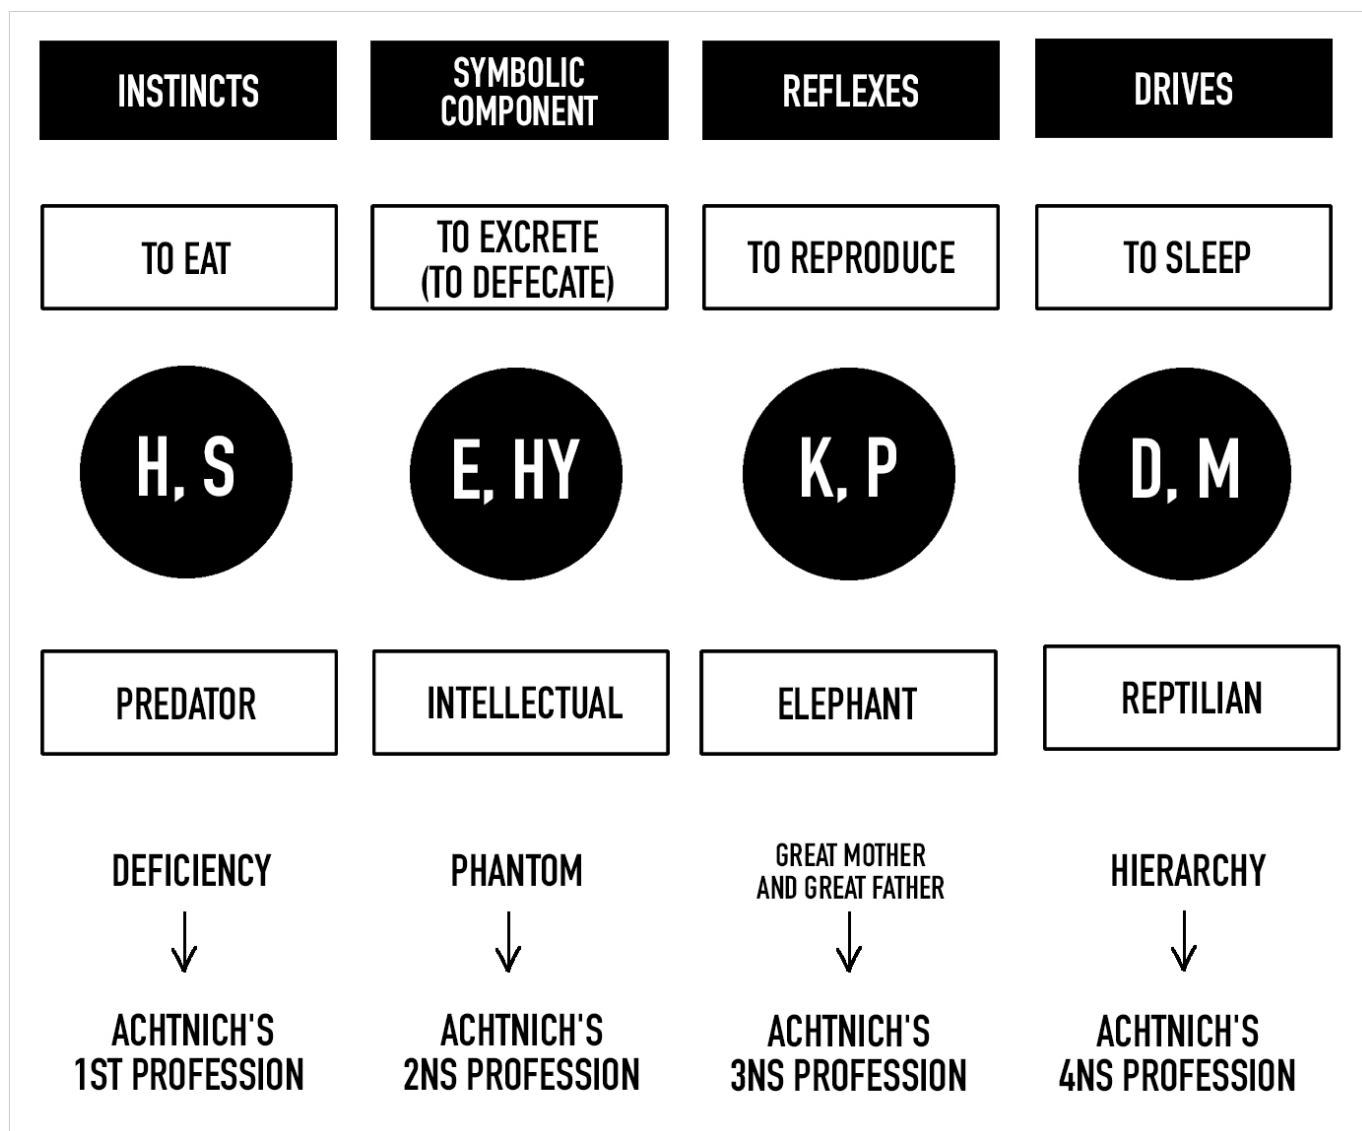 INSTINCTS
SYMBOLIC
COMPONENT
REFLEXES
DRIVES
TO EAT
TO EXCRETE
(TO DEFECATE)
TO REPRODUCE
TO SLEEP
H, S
E, HY
K, P
D, M
PREDATOR
INTELLECTUAL
ELEPHANT
REPTILIAN
DEFICIENCY
PHANTOM
GREAT MOTHER
AND GREAT FATHER
HIERARCHY
ACHTNICH'S
1ST PROFESSION
ACHTNICH'S
2NS PROFESSION
ACHTNICH'S
3NS PROFESSION
ACHTNICH'S
4NS PROFESSION